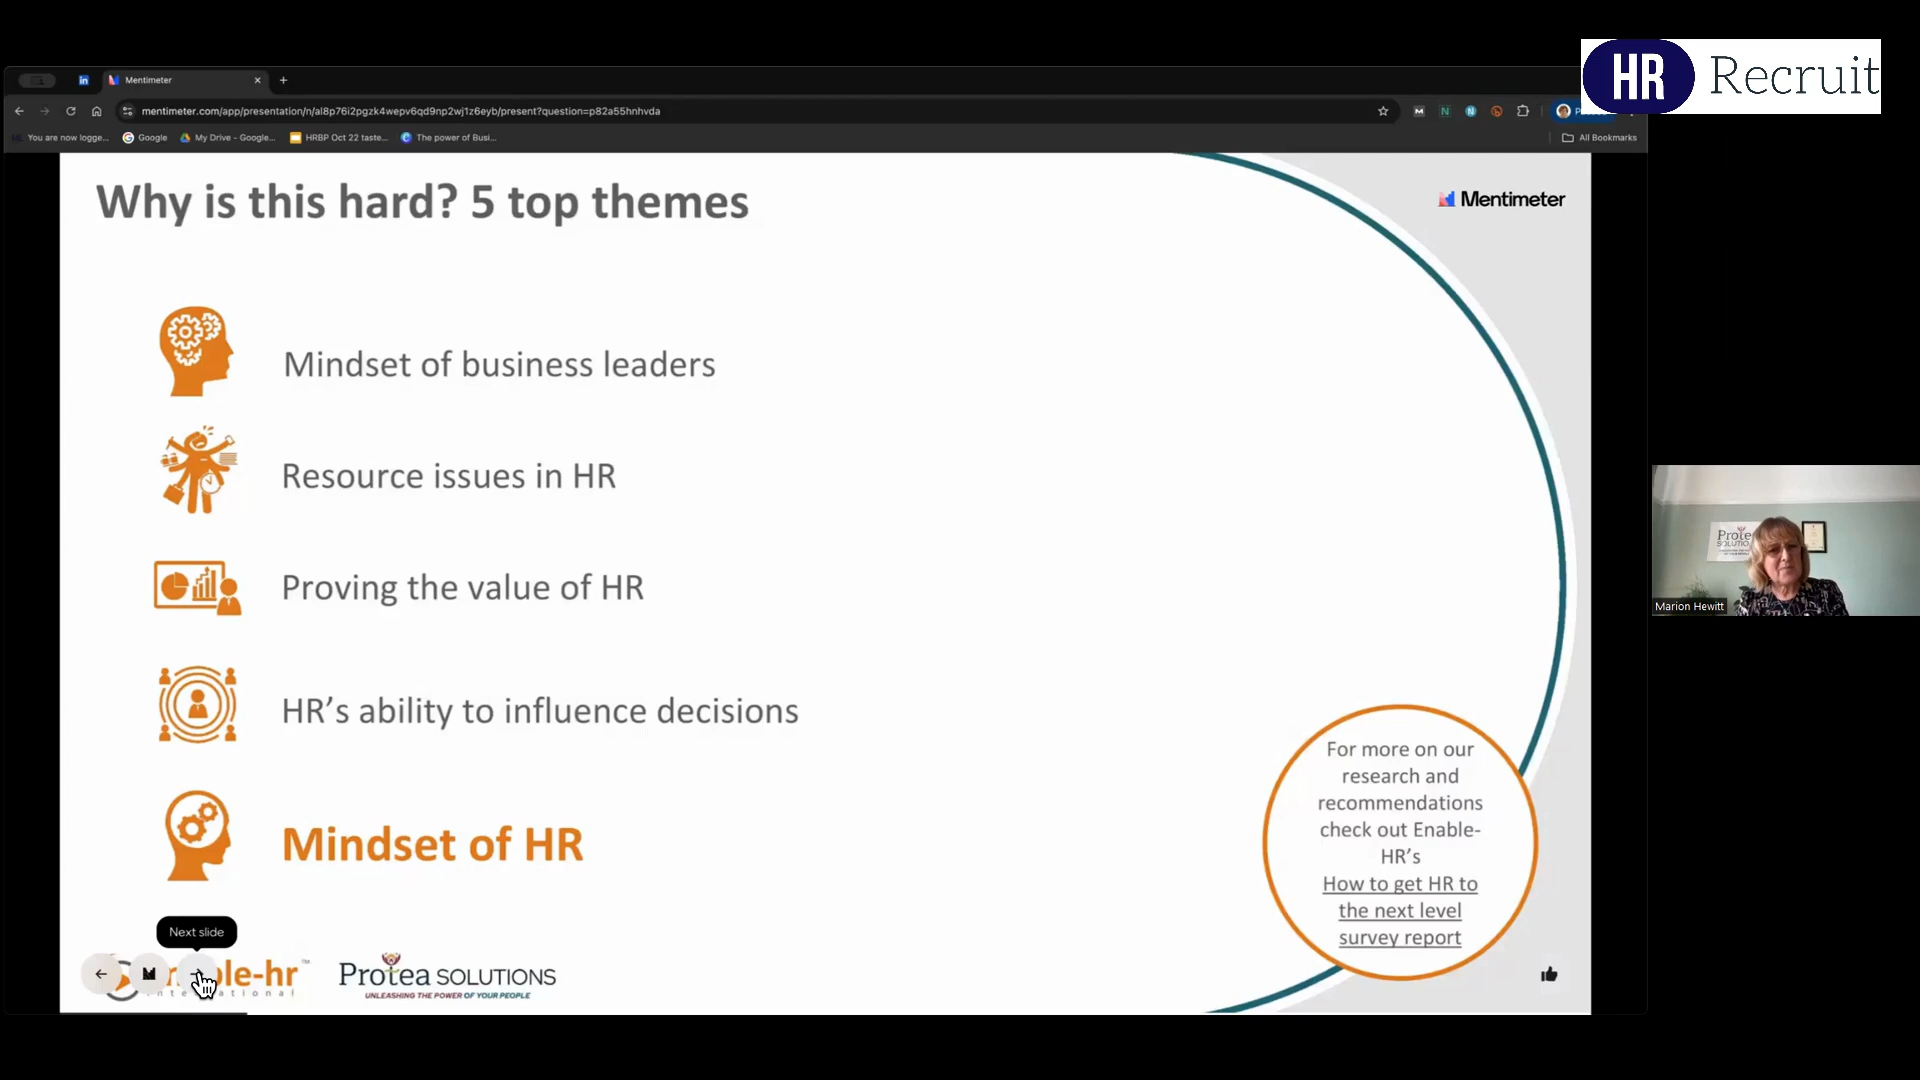 HR Recruit
Mentimeter
mentimeter.com/app/presentation/n/al8p76i2pgzk4wepv6qd9np2wj1z6eyb/present?question=p82a55hnhvda
You are now logge...
Google
My Drive - Google...
HRBP Oct 22 taste...
The power of Busi...
All Bookmarks
Why is this hard? 5 top themes
Mentimeter
Mindset of business leaders
Resource issues in HR
Proving the value of HR
HR's ability to influence decisions
Mindset of HR
For more on our
research and
recommendations
check out Enable-
HR's
How to get HR to
the next level
survey report
Next slide
Protea SOLUTIONS
UNLEASHING THE POWER OF YOUR PEOPLE
Marion Hewitt